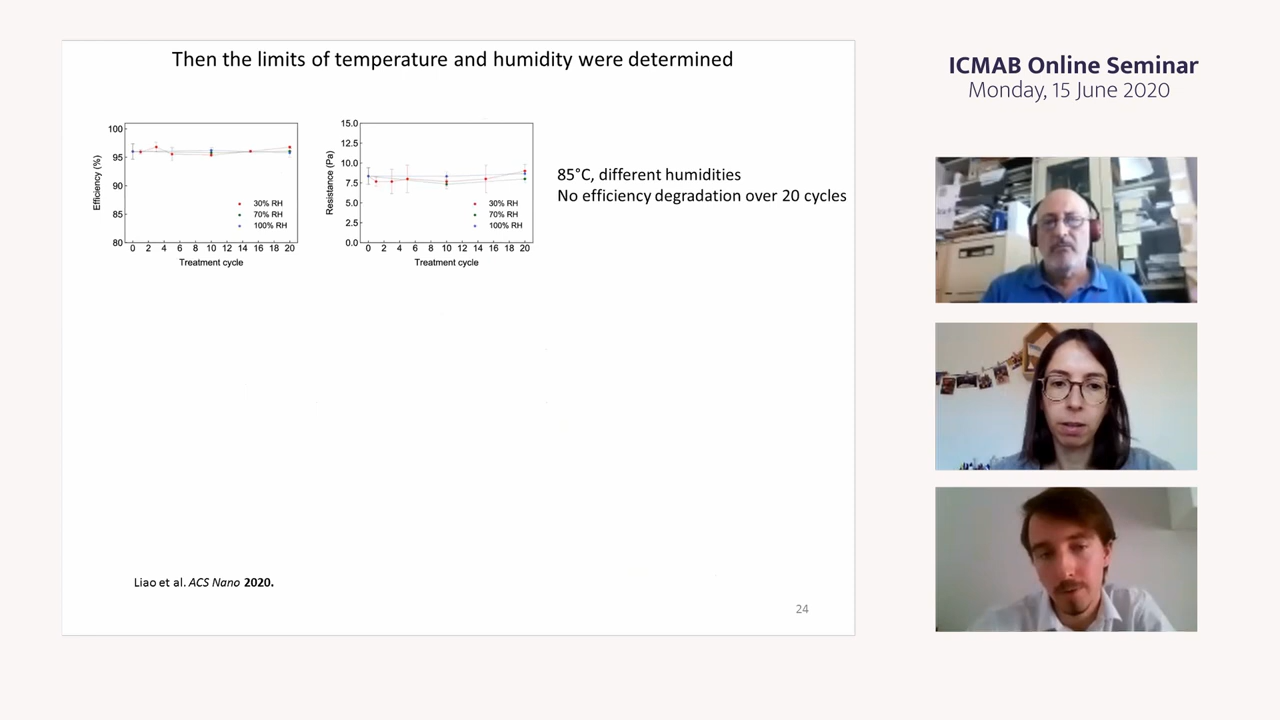 Then the limits of temperature and humidity were determined
ICMAB Online Seminar
Monday, 15 June 2020
Efficiency (%)
100
95
90
85
80
30% RH
70% RH
100% RH
0 2 4 6 8 10 12 14 16 18 20
Treatment cycle
Resistance (Pa)
15.0
12.5
10.0
7.5
5.0
2.5
0.0
30% RH
70% RH
100% RH
0 2 4 6 8 10 12 14 16 18 20
Treatment cycle
85°C, different humidities
No efficiency degradation over 20 cycles
Liao et al. ACS Nano 2020.
24